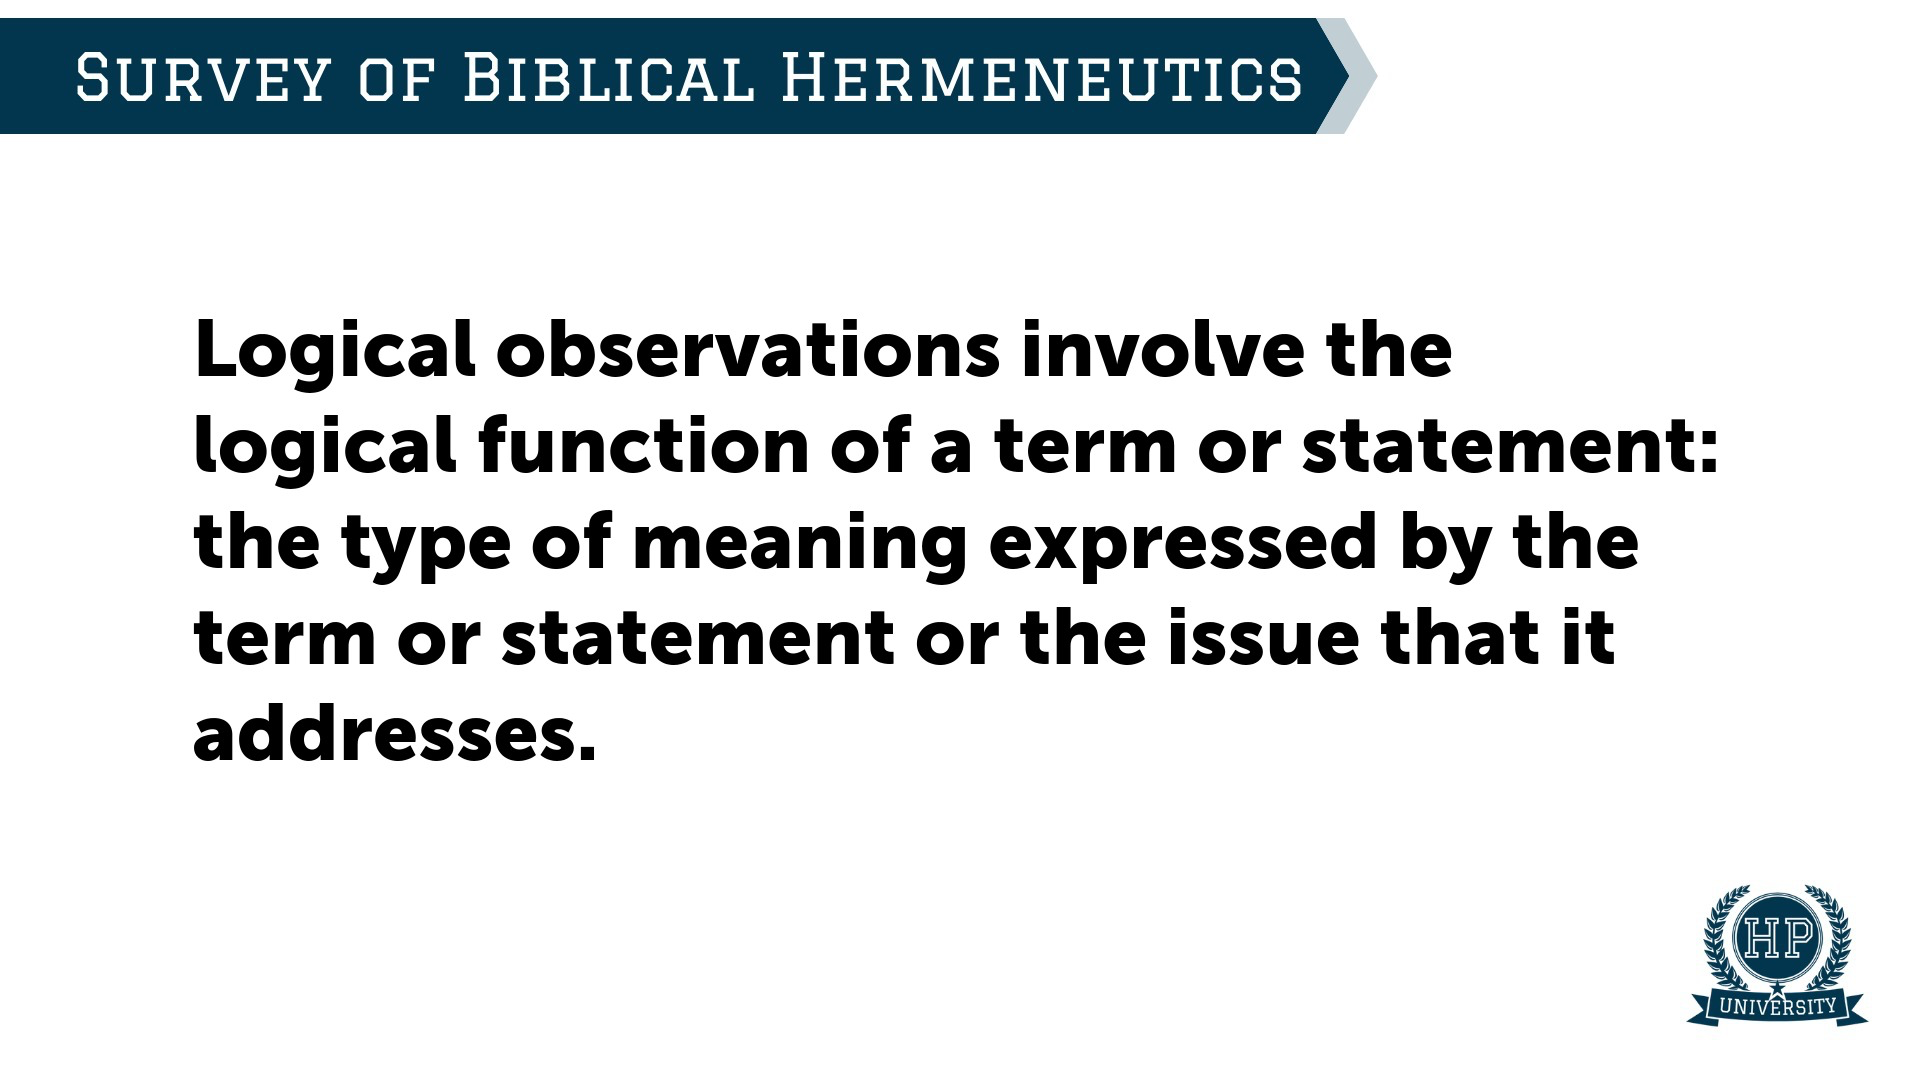 Survey of Biblical Hermeneutics
Logical observations involve the
logical function of a term or statement:
the type of meaning expressed by the
term or statement or the issue that it
addresses.
HP
UNIVERSITY